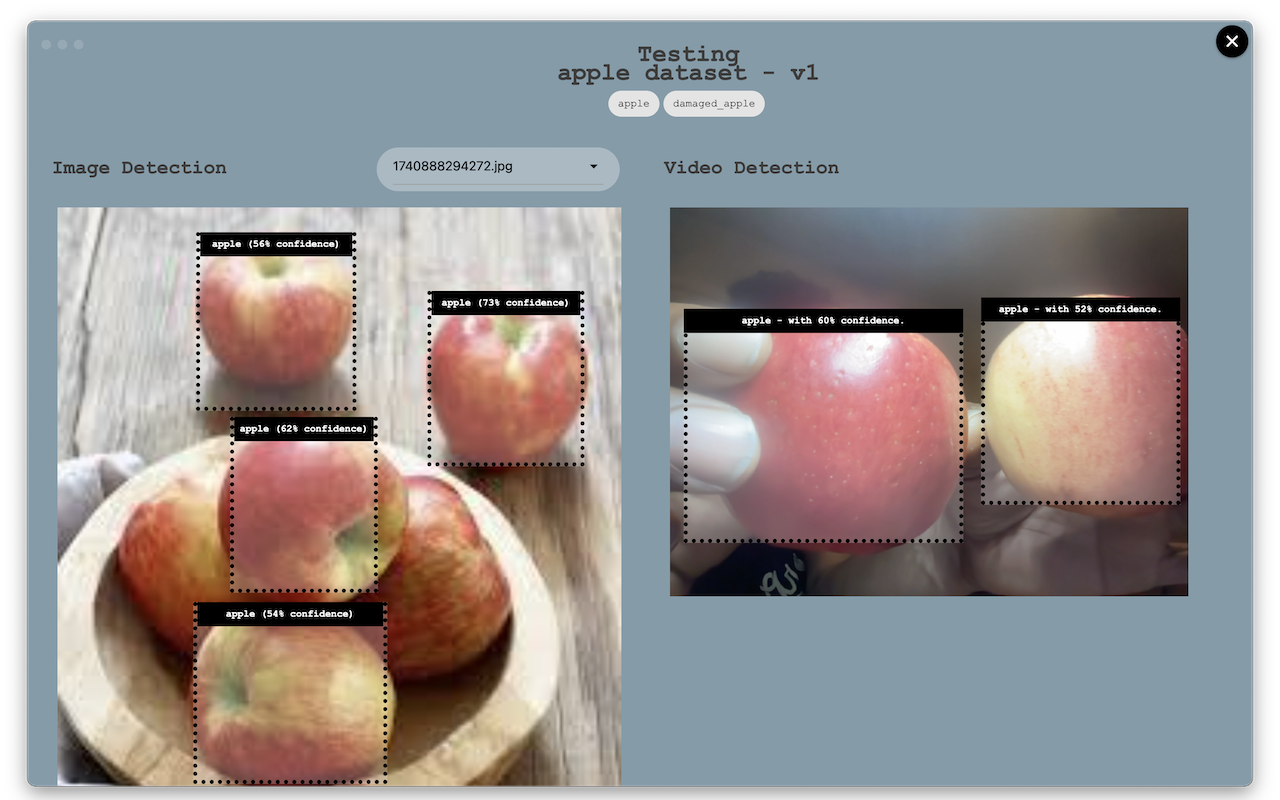 Testing
apple dataset - v1
apple damaged_apple
Image Detection
1740888294272.jpg
Video Detection
apple (56% confidence)
apple (73% confidence)
apple (62% confidence)
apple (54% confidence)
apple - with 60% confidence.
apple - with 52% confidence.